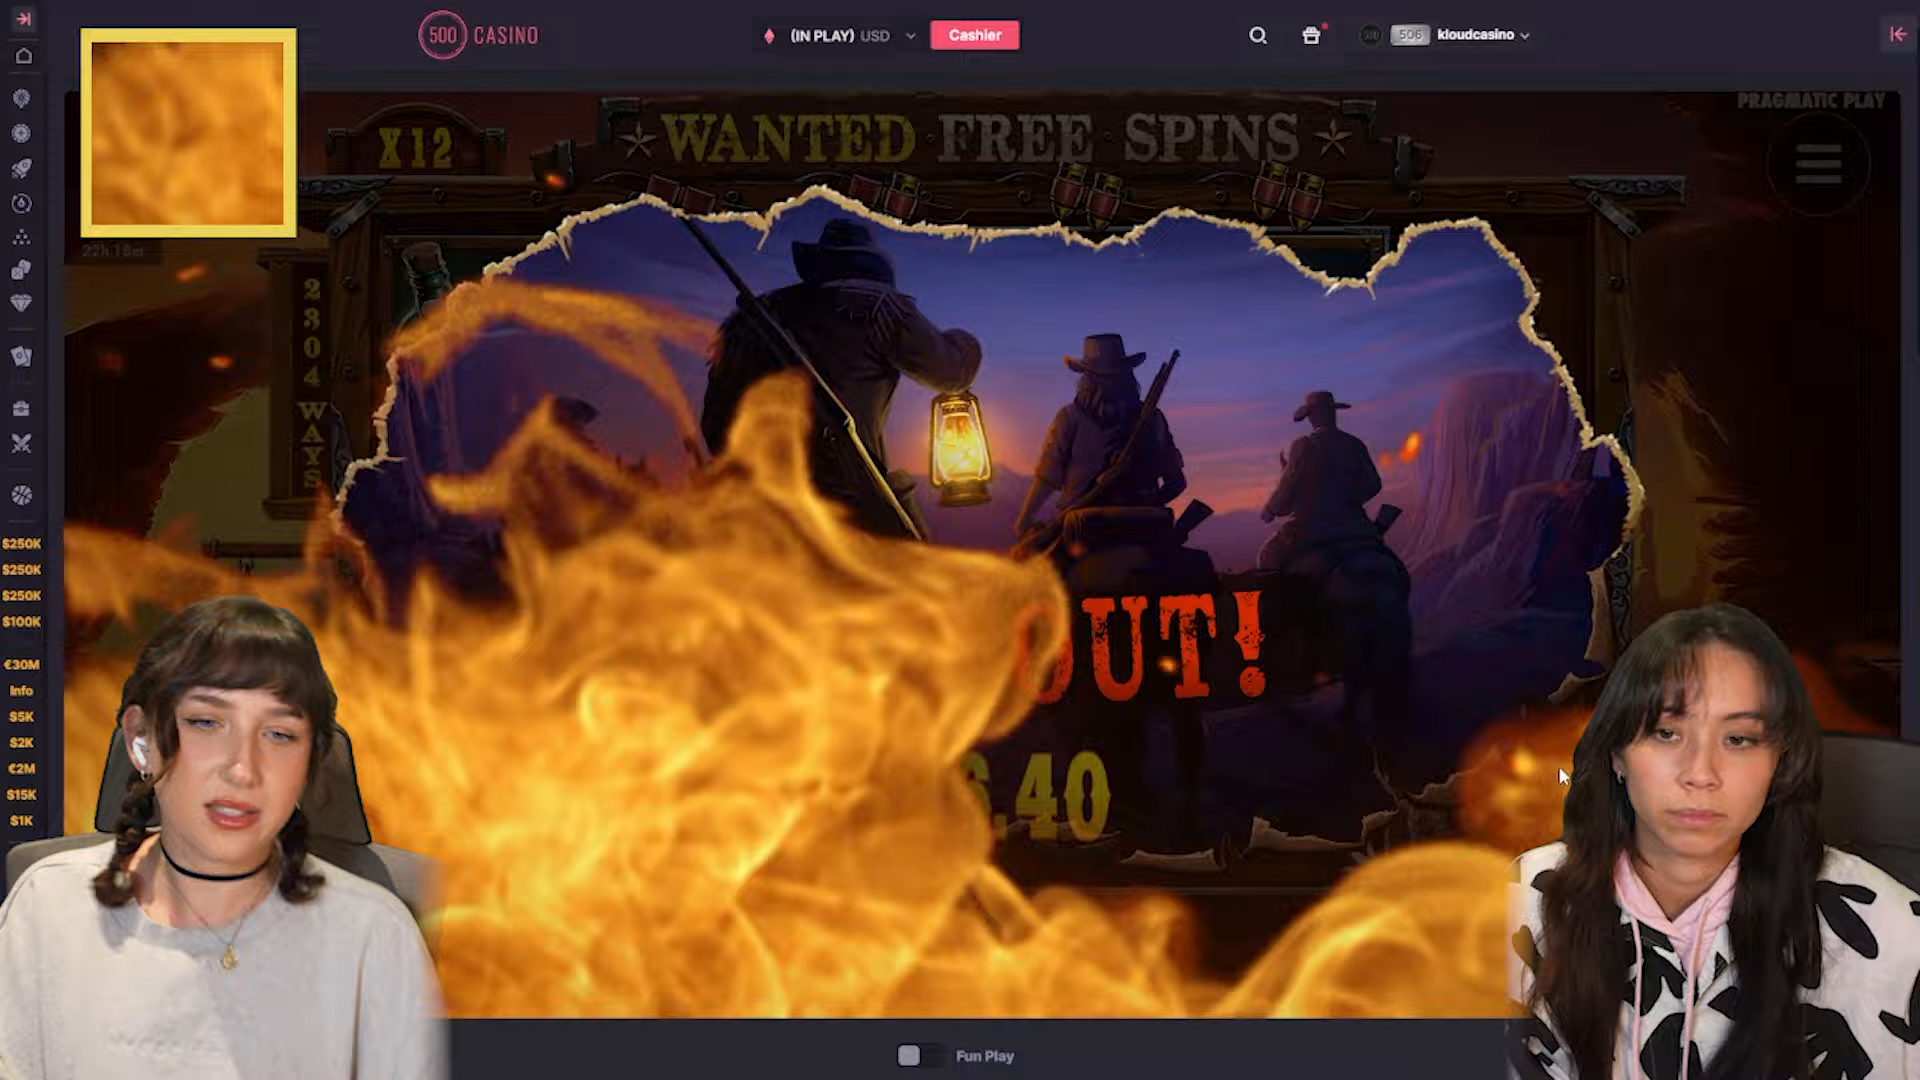 500 CASINO
(IN PLAY) USD
Cashier
506
kloudcasino
PRAGMATIC PLAY
X12
WANTED FREE SPINS
2304 WAYS
$250K
$250K
$250K
$100K
€30M
Info
$5K
$2K
€2M
$15K
$1K
OUT!
.40
Fun Play